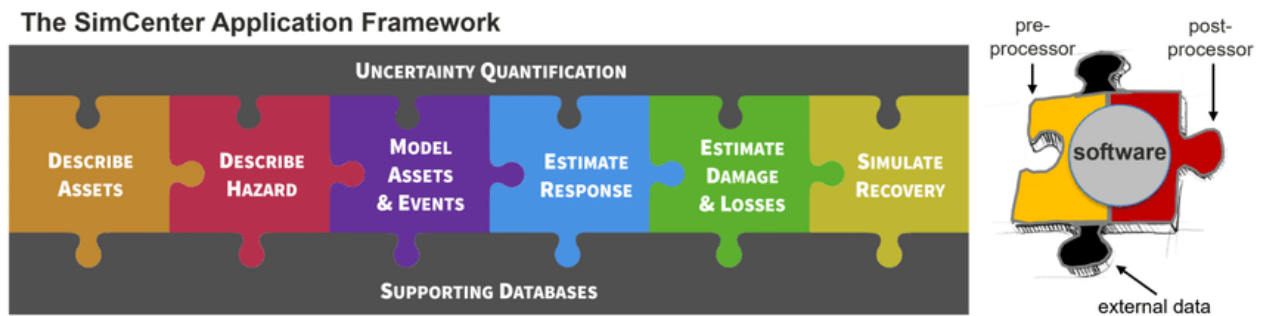 The SimCenter Application Framework
UNCERTAINTY QUANTIFICATION
DESCRIBE
ASSETS
DESCRIBE
HAZARD
MODEL
ASSETS
& EVENTS
ESTIMATE
RESPONSE
ESTIMATE
DAMAGE
& LOSSES
SIMULATE
RECOVERY
SUPPORTING DATABASES
pre-
processor
post-
processor
software
external data